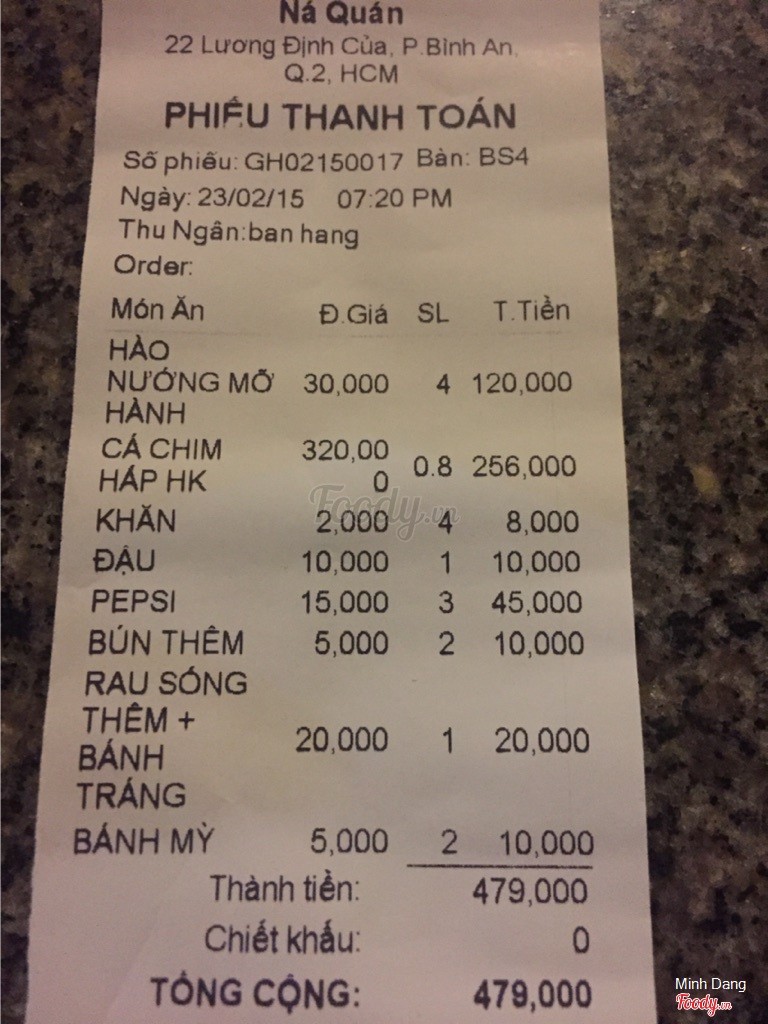 Ná Quán
22 Lương Định Của, P.Bình An,
Q.2, HCM
PHIẾU THANH TOÁN
Số phiếu: GH02150017 Bàn: BS4
Ngày: 23/02/15 07:20 PM
Thu Ngân:ban hang
Order:
Món Ăn Đ.Giá SL T.Tiền
HÀO
NƯỚNG MỠ 30,000 4 120,000
HÀNH
CÁ CHIM 320,00
HẤP HK 0 0.8 256,000
KHĂN 2,000 4 8,000
ĐẬU 10,000 1 10,000
PEPSI 15,000 3 45,000
BÚN THÊM 5,000 2 10,000
RAU SỐNG
THÊM +
BÁNH 20,000 1 20,000
TRÁNG
BÁNH MỲ 5,000 2 10,000
Thành tiền: 479,000
Chiết khấu: 0
TỔNG CỘNG: 479,000
Foody.vn
Minh Dang
Foody.vn